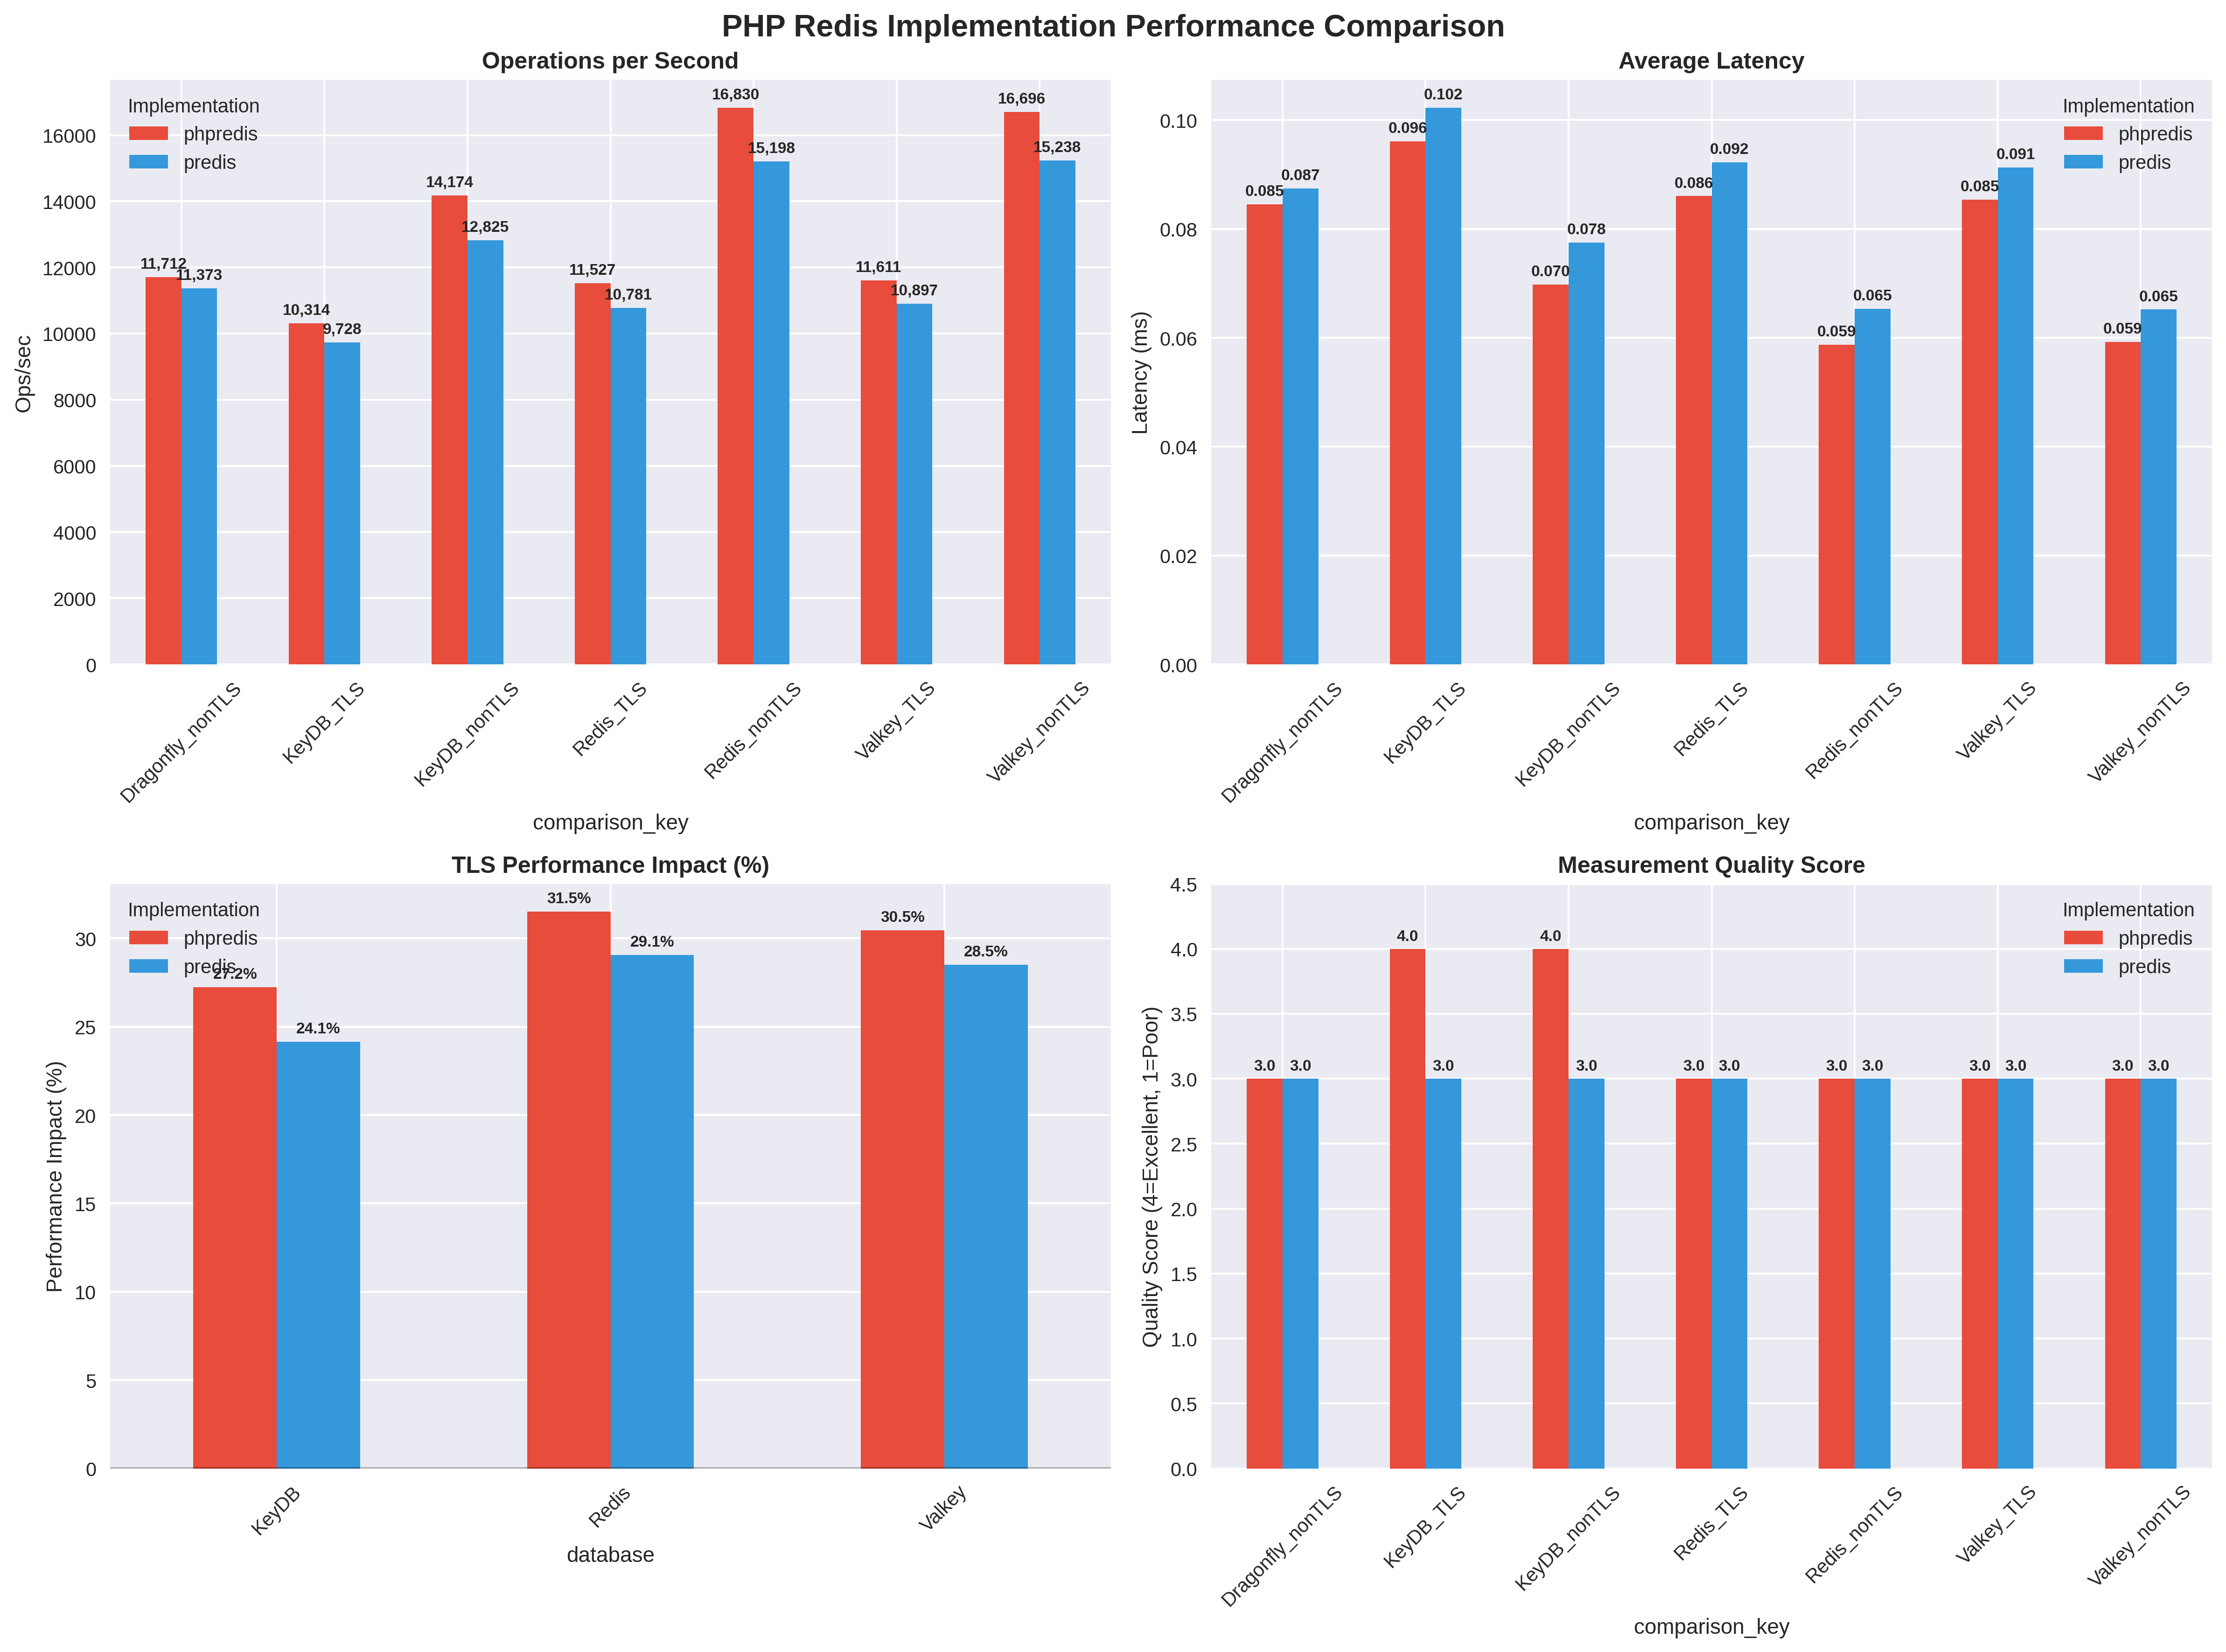 PHP Redis Implementation Performance Comparison
Operations per Second
Implementation
phpredis
predis
Ops/sec
16000
14000
12000
10000
8000
6000
4000
2000
0
11,712
11,373
10,314
9,728
14,174
12,825
11,527
10,781
16,830
15,198
11,611
10,897
16,696
15,238
Dragonfly_nonTLS
KeyDB_TLS
KeyDB_nonTLS
Redis_TLS
Redis_nonTLS
Valkey_TLS
Valkey_nonTLS
comparison_key
Average Latency
Implementation
phpredis
predis
Latency (ms)
0.10
0.08
0.06
0.04
0.02
0.00
0.085
0.087
0.096
0.102
0.070
0.078
0.086
0.092
0.059
0.065
0.085
0.091
0.059
0.065
Dragonfly_nonTLS
KeyDB_TLS
KeyDB_nonTLS
Redis_TLS
Redis_nonTLS
Valkey_TLS
Valkey_nonTLS
comparison_key
TLS Performance Impact (%)
Implementation
phpredis
predis
Performance Impact (%)
30
25
20
15
10
5
0
27.2%
24.1%
31.5%
29.1%
30.5%
28.5%
KeyDB
Redis
Valkey
database
Measurement Quality Score
Implementation
phpredis
predis
Quality Score (4=Excellent, 1=Poor)
4.5
4.0
3.5
3.0
2.5
2.0
1.5
1.0
0.5
0.0
3.0
3.0
4.0
3.0
4.0
3.0
3.0
3.0
3.0
3.0
3.0
3.0
3.0
3.0
Dragonfly_nonTLS
KeyDB_TLS
KeyDB_nonTLS
Redis_TLS
Redis_nonTLS
Valkey_TLS
Valkey_nonTLS
comparison_key